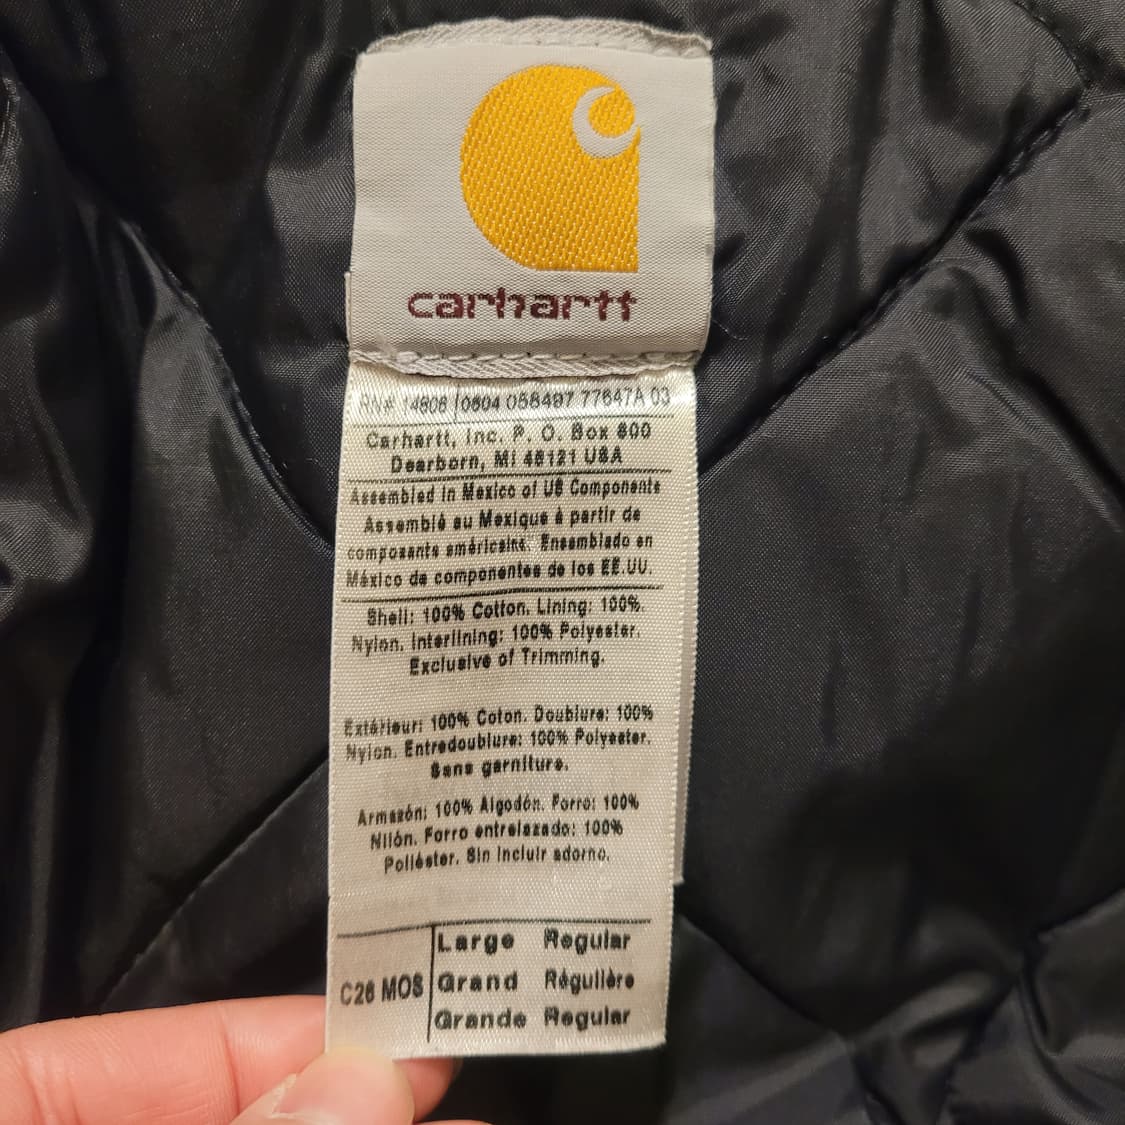 carhartt
RN# 14806 0604 058497 77647A 03
Carhartt, Inc. P. O. Box 600
Dearborn, MI 48121 USA
Assembled in Mexico of US Components
Assemblé au Mexique à partir de
composants américains. Ensamblado en
México de componentes de los EE.UU.
Shell: 100% Cotton. Lining: 100%
Nylon. Interlining: 100% Polyester.
Exclusive of Trimming.
Extérieur: 100% Coton. Doublure: 100%
Nylon. Entredoublure: 100% Polyester.
Sans garniture.
Armazón: 100% Algodón. Forro: 100%
Nilón. Forro entrelazado: 100%
Poliéster. Sin incluir adorno.
Large Regular
C26 MOS Grand Régulière
Grande Regular